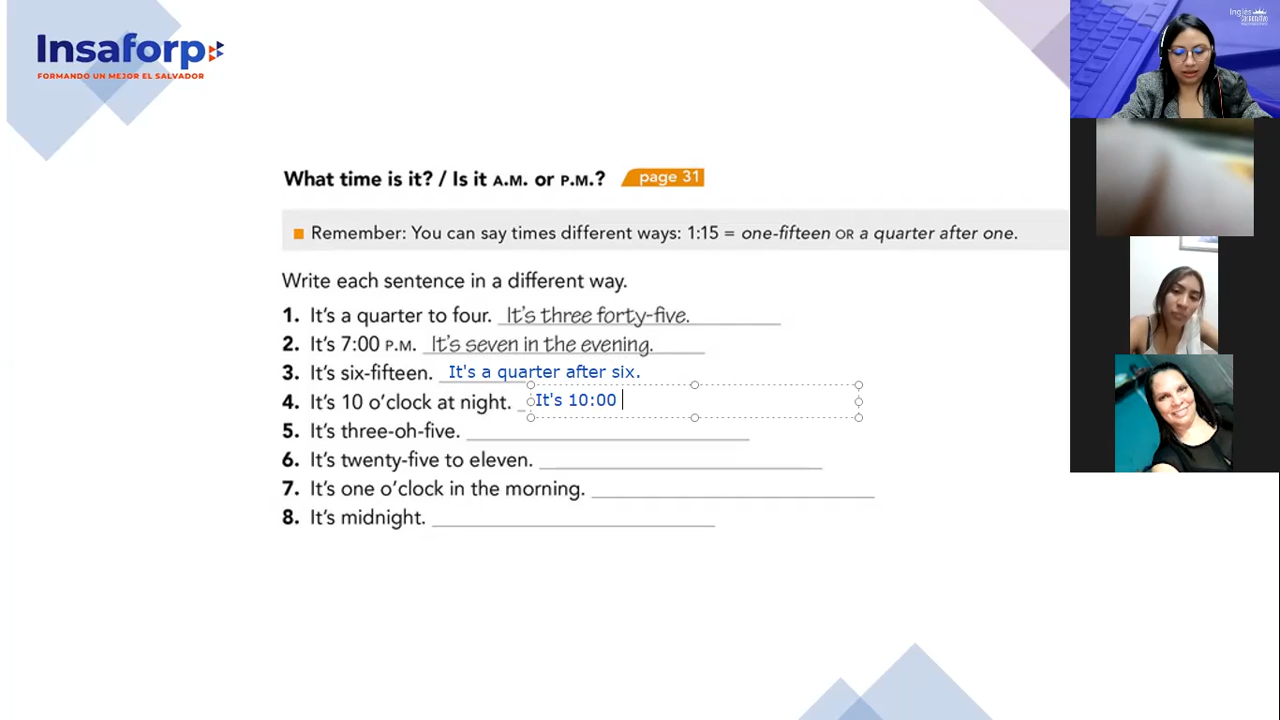 Insaforp
FORMANDO UN MEJOR EL SALVADOR
What time is it? / Is it A.M. or P.M.? page 31
Remember: You can say times different ways: 1:15 = one-fifteen OR a quarter after one.
Write each sentence in a different way.
1. It's a quarter to four. It's three forty-five.
2. It's 7:00 P.M. It's seven in the evening.
3. It's six-fifteen. It's a quarter after six.
4. It's 10 o'clock at night. It's 10:00
5. It's three-oh-five.
6. It's twenty-five to eleven.
7. It's one o'clock in the morning.
8. It's midnight.
Inglés